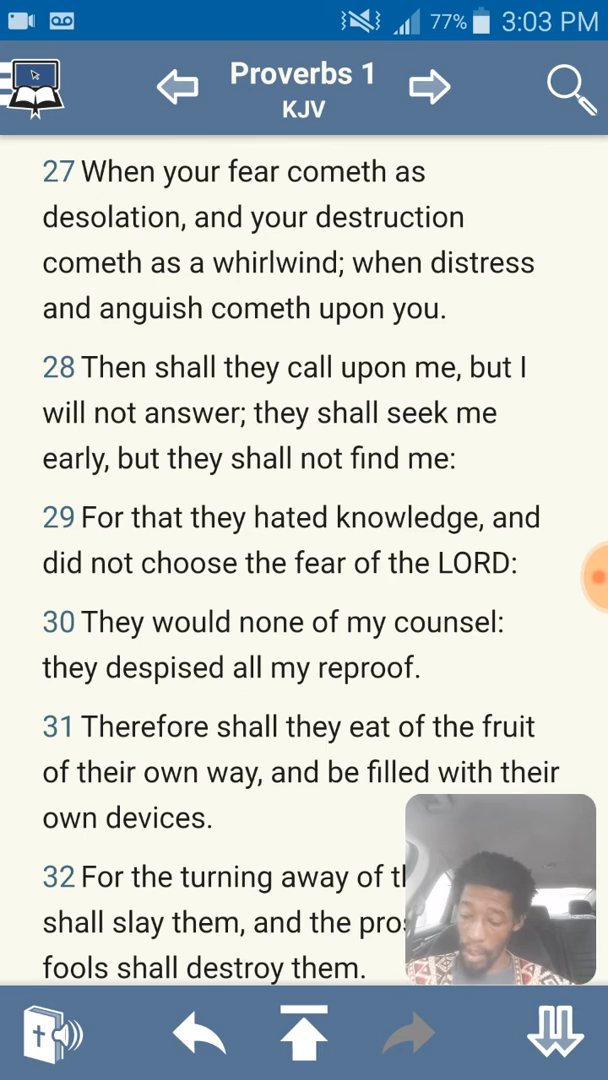 77% 3:03 PM
Proverbs 1
KJV
27 When your fear cometh as
desolation, and your destruction
cometh as a whirlwind; when distress
and anguish cometh upon you.
28 Then shall they call upon me, but I
will not answer; they shall seek me
early, but they shall not find me:
29 For that they hated knowledge, and
did not choose the fear of the LORD:
30 They would none of my counsel:
they despised all my reproof.
31 Therefore shall they eat of the fruit
of their own way, and be filled with their
own devices.
32 For the turning away of
shall slay them, and the
fools shall destroy them.